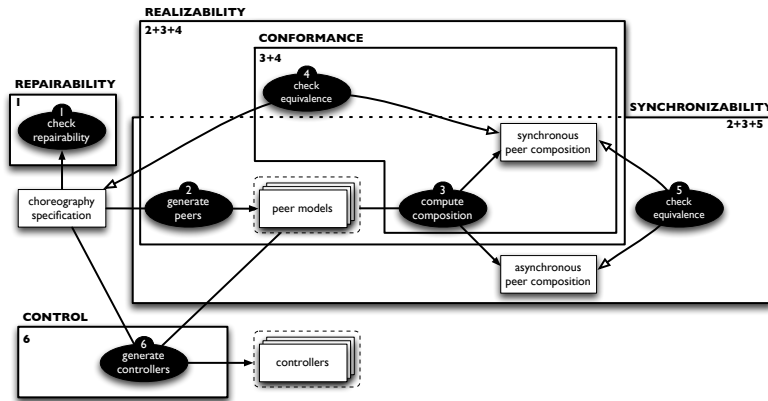 REALIZABILITY
2+3+4
CONFORMANCE
3+4
4
check
equivalence
REPAIRABILITY
1
1
check
repairability
SYNCHRONIZABILITY
2+3+5
synchronous
peer composition
choreography
specification
2
generate
peers
peer models
3
compute
composition
5
check
equivalence
asynchronous
peer composition
CONTROL
6
6
generate
controllers
controllers